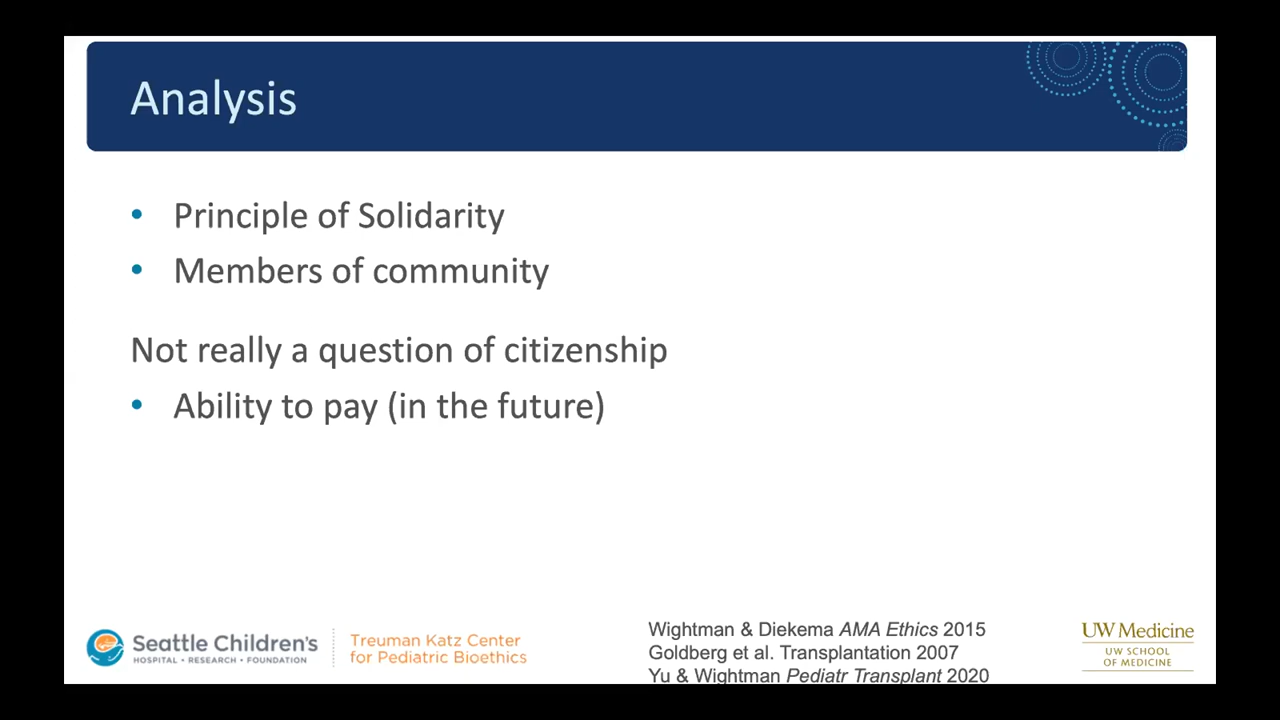 Analysis
• Principle of Solidarity
• Members of community
Not really a question of citizenship
• Ability to pay (in the future)
Seattle Children's
HOSPITAL • RESEARCH • FOUNDATION
Treuman Katz Center
for Pediatric Bioethics
Wightman & Diekema AMA Ethics 2015
Goldberg et al. Transplantation 2007
Yu & Wightman Pediatr Transplant 2020
UW Medicine
UW SCHOOL
OF MEDICINE